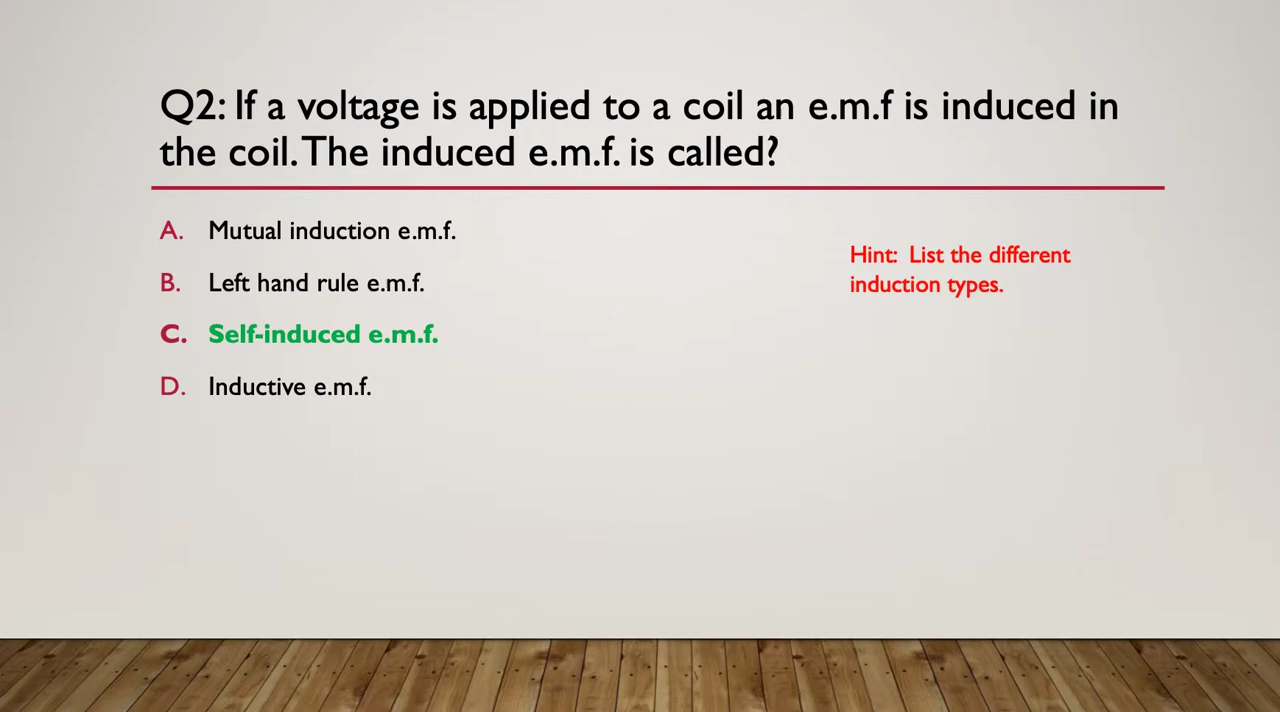 Q2: If a voltage is applied to a coil an e.m.f is induced in
the coil. The induced e.m.f. is called?
A. Mutual induction e.m.f.
B. Left hand rule e.m.f.
C. Self-induced e.m.f.
D. Inductive e.m.f.
Hint: List the different
induction types.